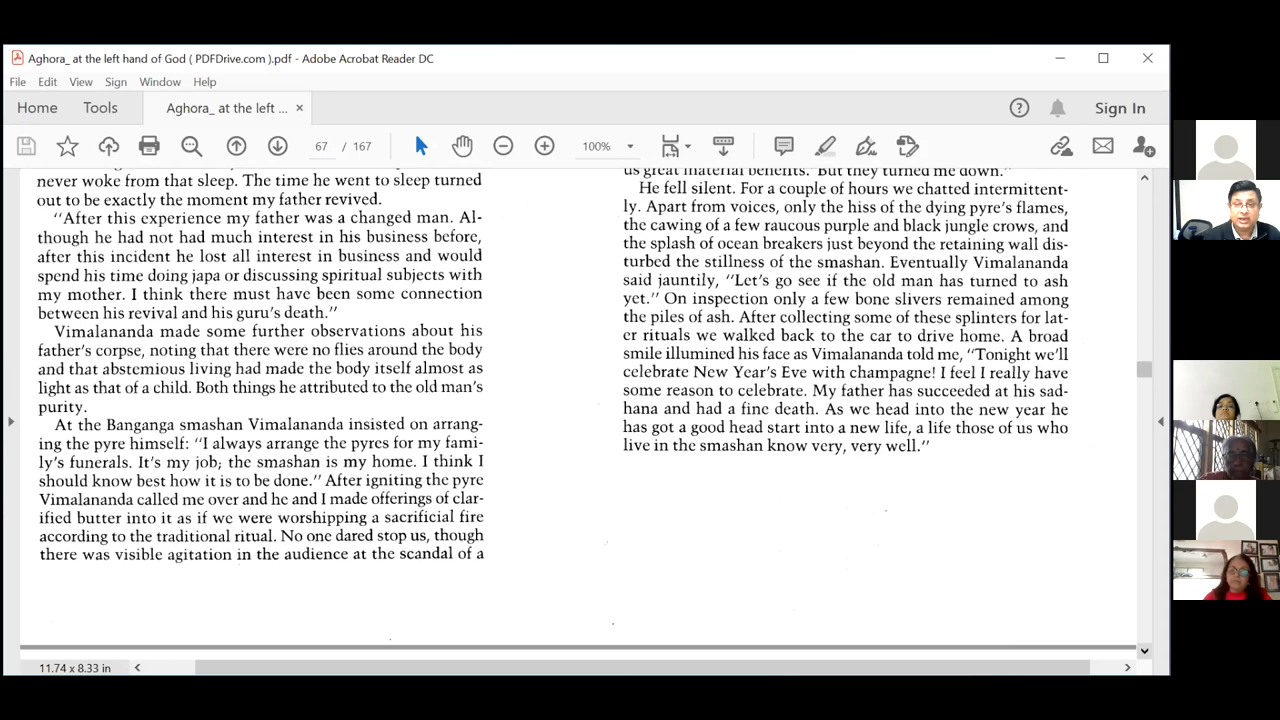 Aghora_ at the left hand of God ( PDFDrive.com ).pdf - Adobe Acrobat Reader DC
File Edit View Sign Window Help
Home Tools Aghora_ at the left ... ×
Sign In
67 / 167
100%
never woke from that sleep. The time he went to sleep turned
out to be exactly the moment my father revived.
"After this experience my father was a changed man. Al-
though he had not had much interest in his business before,
after this incident he lost all interest in business and would
spend his time doing japa or discussing spiritual subjects with
my mother. I think there must have been some connection
between his revival and his guru's death."
Vimalananda made some further observations about his
father's corpse, noting that there were no flies around the body
and that abstemious living had made the body itself almost as
light as that of a child. Both things he attributed to the old man's
purity.
At the Banganga smashan Vimalananda insisted on arrang-
ing the pyre himself: "I always arrange the pyres for my fami-
ly's funerals. It's my job; the smashan is my home. I think I
should know best how it is to be done." After igniting the pyre
Vimalananda called me over and he and I made offerings of clar-
ified butter into it as if we were worshipping a sacrificial fire
according to the traditional ritual. No one dared stop us, though
there was visible agitation in the audience at the scandal of a
us great material benefits. But they turned me down."
He fell silent. For a couple of hours we chatted intermittent-
ly. Apart from voices, only the hiss of the dying pyre's flames,
the cawing of a few raucous purple and black jungle crows, and
the splash of ocean breakers just beyond the retaining wall dis-
turbed the stillness of the smashan. Eventually Vimalananda
said jauntily, "Let's go see if the old man has turned to ash
yet." On inspection only a few bone slivers remained among
the piles of ash. After collecting some of these splinters for lat-
er rituals we walked back to the car to drive home. A broad
smile illumined his face as Vimalananda told me, "Tonight we'll
celebrate New Year's Eve with champagne! I feel I really have
some reason to celebrate. My father has succeeded at his sad-
hana and had a fine death. As we head into the new year he
has got a good head start into a new life, a life those of us who
live in the smashan know very, very well."
11.74 x 8.33 in